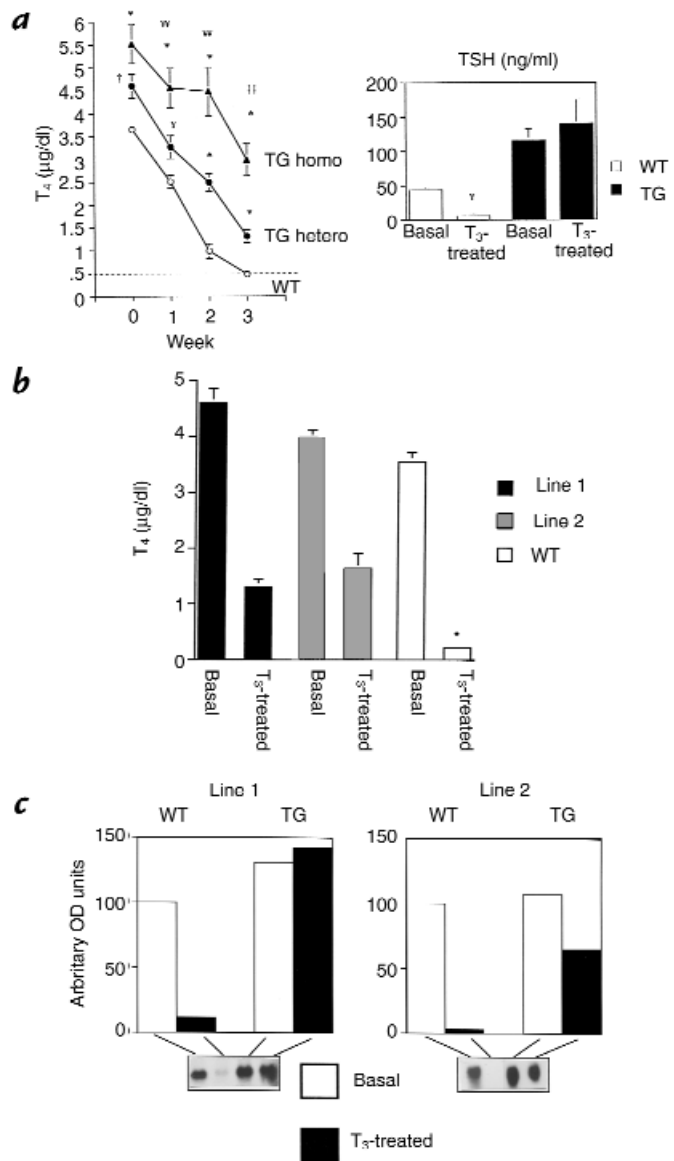 a
T₄ (µg/dl)
6
5.5
5
4.5
4
3.5
3
2.5
2
1.5
1
.5
0
TG homo
TG hetero
WT
0 1 2 3
Week
TSH (ng/ml)
200
150
100
50
0
Basal T₃- Basal T₃-
treated treated
WT
TG
b
T₄ (µg/dl)
5
4
3
2
1
0
Basal
T₃-treated
Basal
T₃-treated
Basal
T₃-treated
Line 1
Line 2
WT
c
Line 1
WT TG
Arbritary OD units
150
100
50
0
Line 2
WT TG
150
100
50
0
Basal
T₃-treated